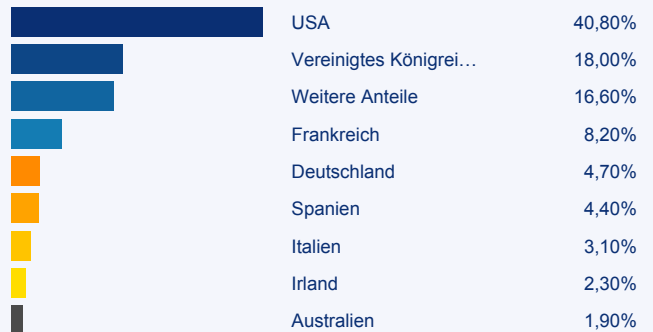 USA 40,80%
Vereinigtes Königrei… 18,00%
Weitere Anteile 16,60%
Frankreich 8,20%
Deutschland 4,70%
Spanien 4,40%
Italien 3,10%
Irland 2,30%
Australien 1,90%